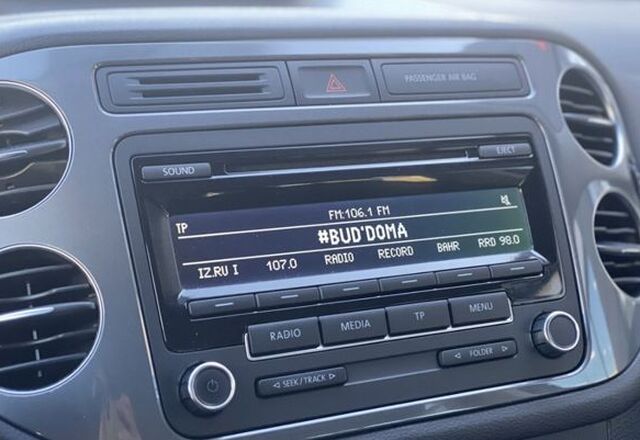 PASSENGER AIR BAG
SOUND
EJECT
FM:106.1 FM
TP
#BUD'DOMA
IZ.RU I 107.0 RADIO RECORD BAHR RRD 98.0
RADIO MEDIA TP MENU
◁ SEEK/TRACK ▷
◁ FOLDER ▷